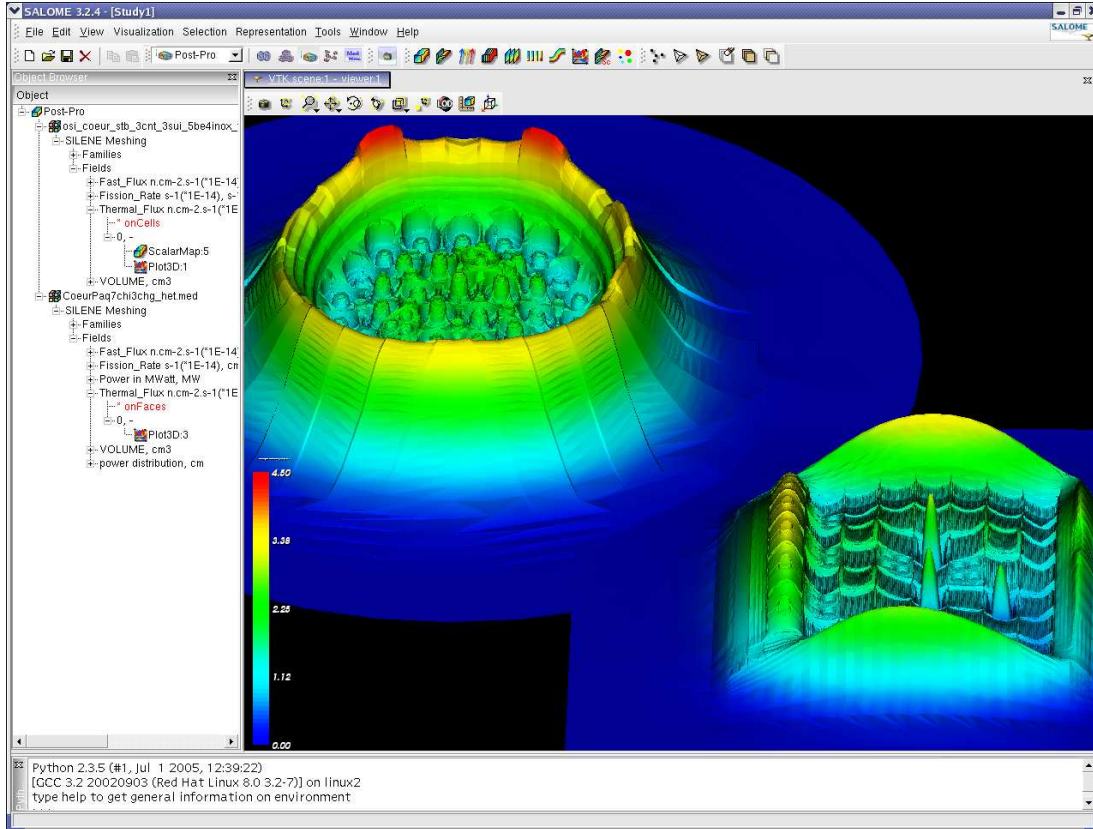 SALOME 3.2.4 - [Study1]
File Edit View Visualization Selection Representation Tools Window Help
SALOME
Post-Pro
Object Browser
VTK scene:1 - viewer:1
Object
Post-Pro
osi_coeur_stb_3cnt_3sui_5be4inox_
SILENE Meshing
Families
Fields
Fast_Flux n.cm-2.s-1(*1E-14)
Fission_Rate s-1(*1E-14), s-
Thermal_Flux n.cm-2.s-1(*1E
* onCells
0, -
ScalarMap:5
Plot3D:1
VOLUME, cm3
CoeurPaq7chi3chg_het.med
SILENE Meshing
Families
Fields
Fast_Flux n.cm-2.s-1(*1E-14
Fission_Rate s-1(*1E-14), cm
Power in MWatt, MW
Thermal_Flux n.cm-2.s-1(*1E
* onFaces
0, -
Plot3D:3
VOLUME, cm3
power distribution, cm
4.50
3.38
2.25
1.12
0.00
Python 2.3.5 (#1, Jul 1 2005, 12:39:22)
[GCC 3.2 20020903 (Red Hat Linux 8.0 3.2-7)] on linux2
type help to get general information on environment